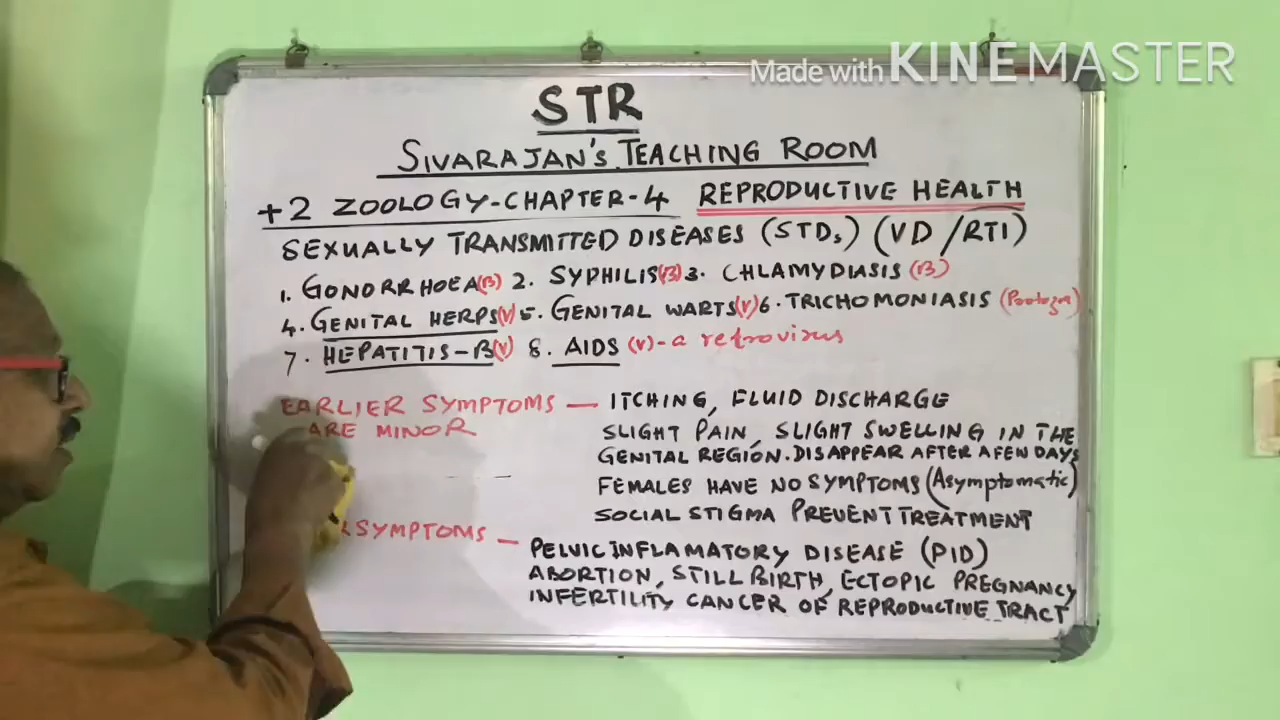 Made with KINEMASTER
STR
SIVARAJAN'S TEACHING ROOM
+2 ZOOLOGY-CHAPTER-4 REPRODUCTIVE HEALTH
SEXUALLY TRANSMITTED DISEASES (STDs) (VD/RTI)
1. GONORRHOEA(B) 2. SYPHILIS(B) 3. CHLAMYDIASIS (B)
4. GENITAL HERPS(V) 5. GENITAL WARTS(V) 6. TRICHOMONIASIS
7. HEPATITIS-B(V) 8. AIDS (V)-a retrovirus
EARLIER SYMPTOMS — ITCHING, FLUID DISCHARGE
ARE MINOR SLIGHT PAIN, SLIGHT SWELLING IN THE
GENITAL REGION. DISAPPEAR AFTER A FEN DAYS
FEMALES HAVE NO SYMPTOMS (Asymptomatic)
SOCIAL STIGMA PREVENT TREATMENT
SYMPTOMS — PELVIC INFLAMATORY DISEASE (PID)
ABORTION, STILL BIRTH, ECTOPIC PREGNANCY
INFERTILITY CANCER OF REPRODUCTIVE TRACT